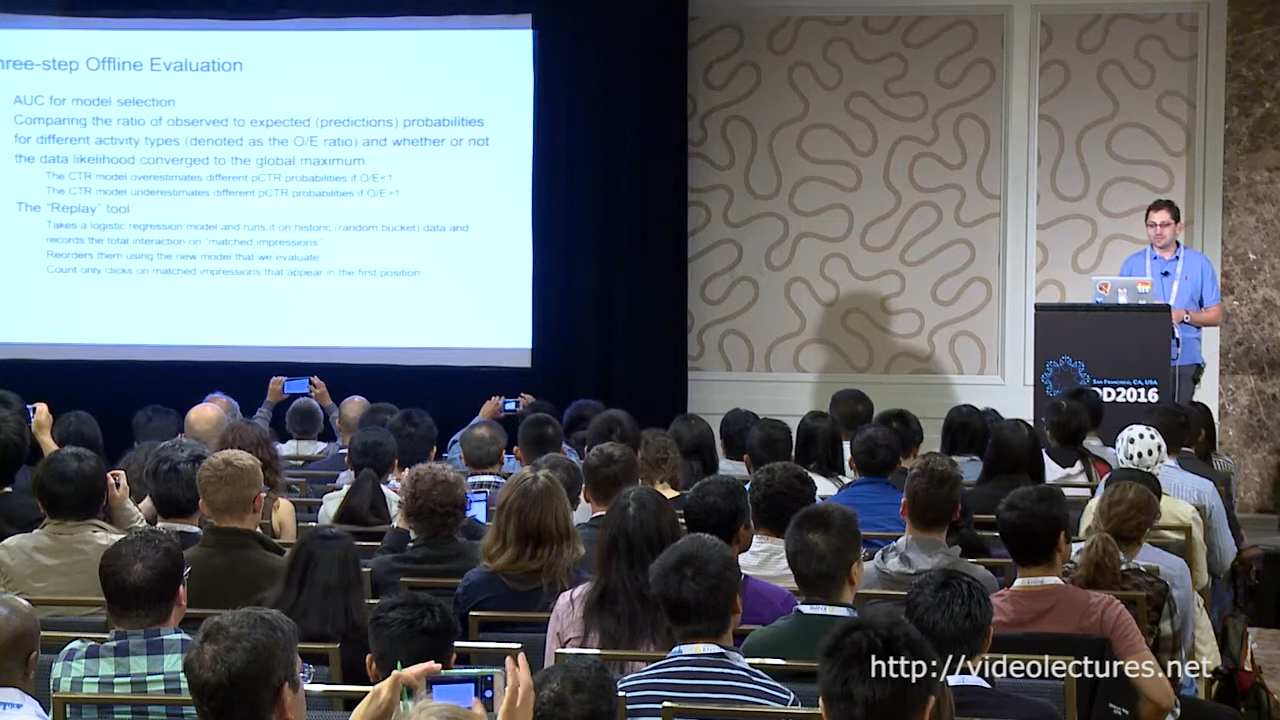 hree-step Offline Evaluation
AUC for model selection
Comparing the ratio of observed to expected (predictions) probabilities
for different activity types (denoted as the O/E ratio) and whether or not
the data likelihood converged to the global maximum.
The CTR model overestimates different pCTR probabilities if O/E<1
The CTR model underestimates different pCTR probabilities if O/E>1
The “Replay” tool
Takes a logistic regression model and runs it on historic (random bucket) data and
records the total interaction on “matched impressions”
Reorders them using the new model that we evaluate
Count only clicks on matched impressions that appear in the first position
San Francisco, CA, USA
DD2016
http://videolectures.net